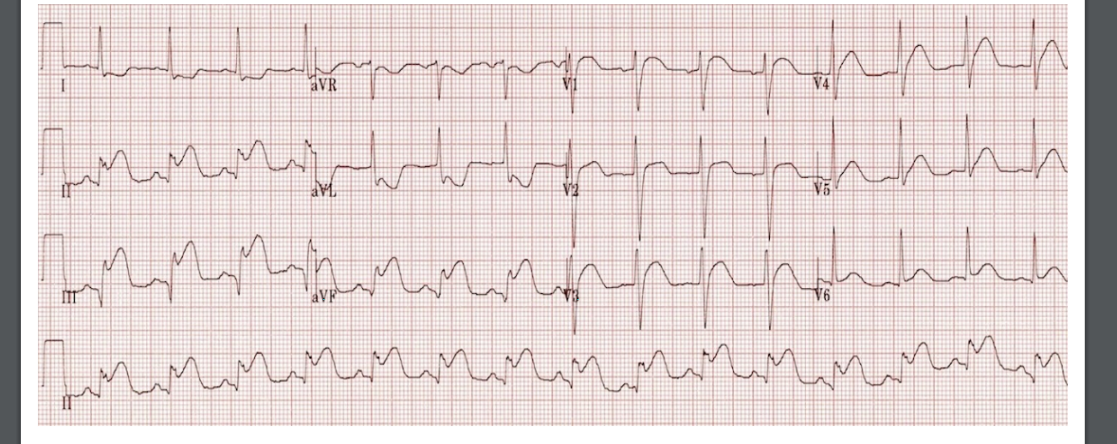 I aVR V1 V4
II aVL V2 V5
III aVF V3 V6
II